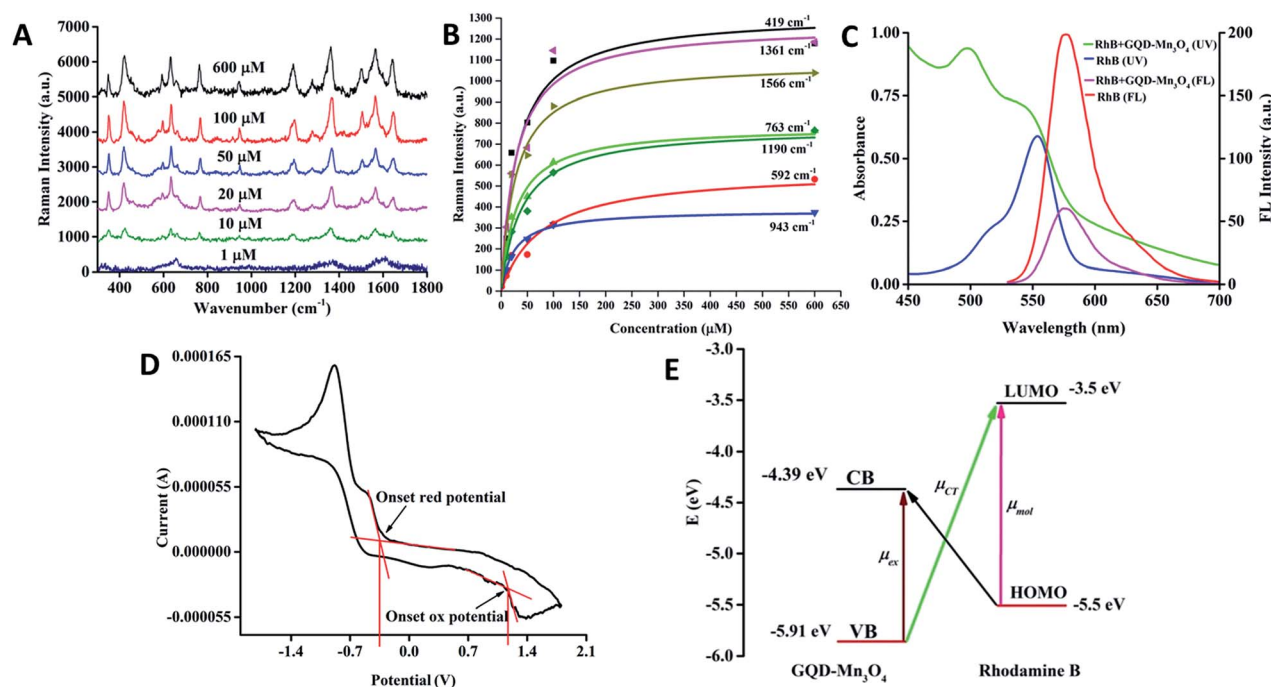 A
7000
6000
5000
4000
3000
2000
1000
0
Raman Intensity (a.u.)
600 μM
100 μM
50 μM
20 μM
10 μM
1 μM
400 600 800 1000 1200 1400 1600 1800
Wavenumber (cm-1)
B
1300
1200
1100
1000
900
800
700
600
500
400
300
200
100
0
Raman Intensity (a.u.)
419 cm-1
1361 cm-1
1566 cm-1
763 cm-1
1190 cm-1
592 cm-1
943 cm-1
0 50 100 150 200 250 300 350 400 450 500 550 600 650
Concentration (μM)
C
1.00
0.75
0.50
0.25
0.00
Absorbance
RhB+GQD-Mn3O4 (UV)
RhB (UV)
RhB+GQD-Mn3O4 (FL)
RhB (FL)
200
150
100
50
0
FL Intensity (a.u.)
450 500 550 600 650 700
Wavelength (nm)
D
0.000165
0.000110
0.000055
0.000000
-0.000055
Current (A)
Onset red potential
Onset ox potential
-1.4 -0.7 0.0 0.7 1.4 2.1
Potential (V)
E
-3.0
-3.5
-4.0
-4.5
-5.0
-5.5
-6.0
E (eV)
LUMO -3.5 eV
-4.39 eV CB
μCT
μmol
μex
HOMO -5.5 eV
-5.91 eV VB
GQD-Mn3O4 Rhodamine B